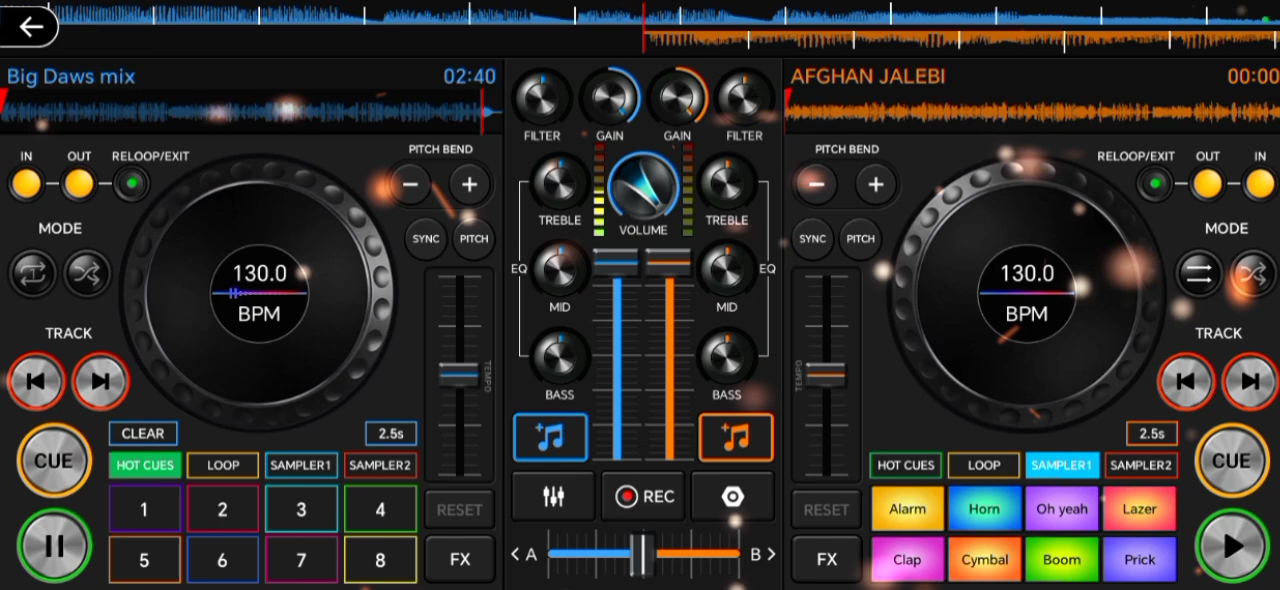 Big Daws mix 02:40
AFGHAN JALEBI 00:00
FILTER GAIN GAIN FILTER
IN OUT RELOOP/EXIT
PITCH BEND
MODE
SYNC PITCH
130.0
BPM
TRACK
TEMPO
CUE
CLEAR 2.5s
HOT CUES LOOP SAMPLER1 SAMPLER2
1 2 3 4
5 6 7 8
RESET
FX
TREBLE VOLUME TREBLE
EQ EQ
MID MID
BASS BASS
REC
A B
PITCH BEND
RELOOP/EXIT OUT IN
SYNC PITCH
MODE
130.0
BPM
TRACK
TEMPO
2.5s
CUE
HOT CUES LOOP SAMPLER1 SAMPLER2
Alarm Horn Oh yeah Lazer
Clap Cymbal Boom Prick
RESET
FX